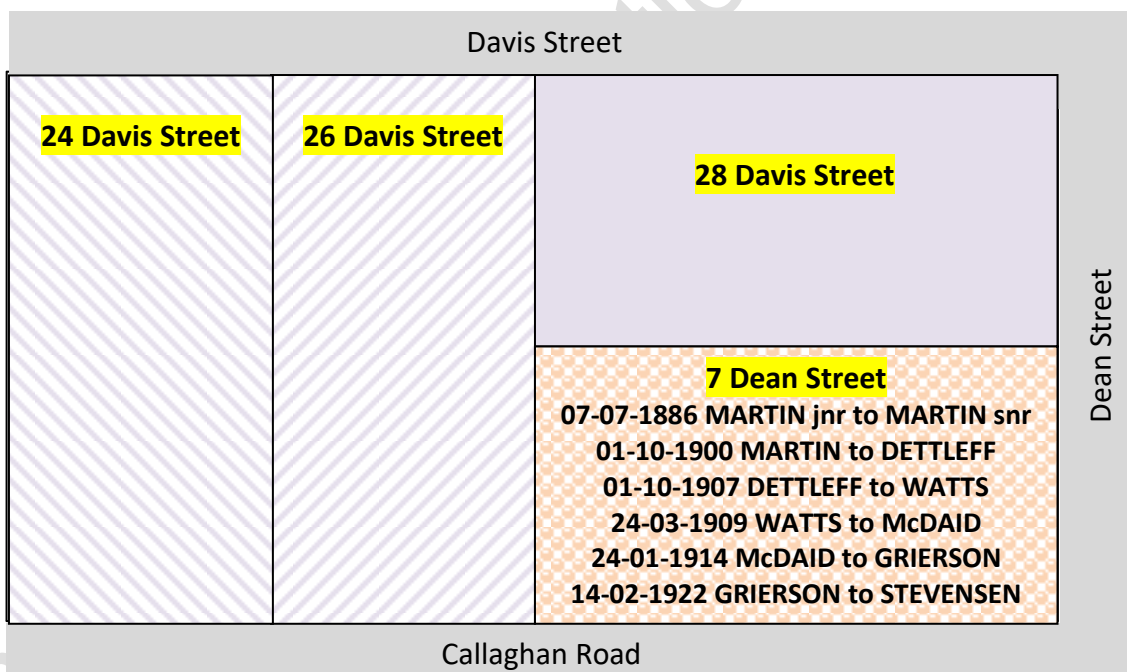 Davis Street
24 Davis Street
26 Davis Street
28 Davis Street
7 Dean Street
07-07-1886 MARTIN jnr to MARTIN snr
01-10-1900 MARTIN to DETTLEFF
01-10-1907 DETTLEFF to WATTS
24-03-1909 WATTS to McDAID
24-01-1914 McDAID to GRIERSON
14-02-1922 GRIERSON to STEVENSEN
Dean Street
Callaghan Road